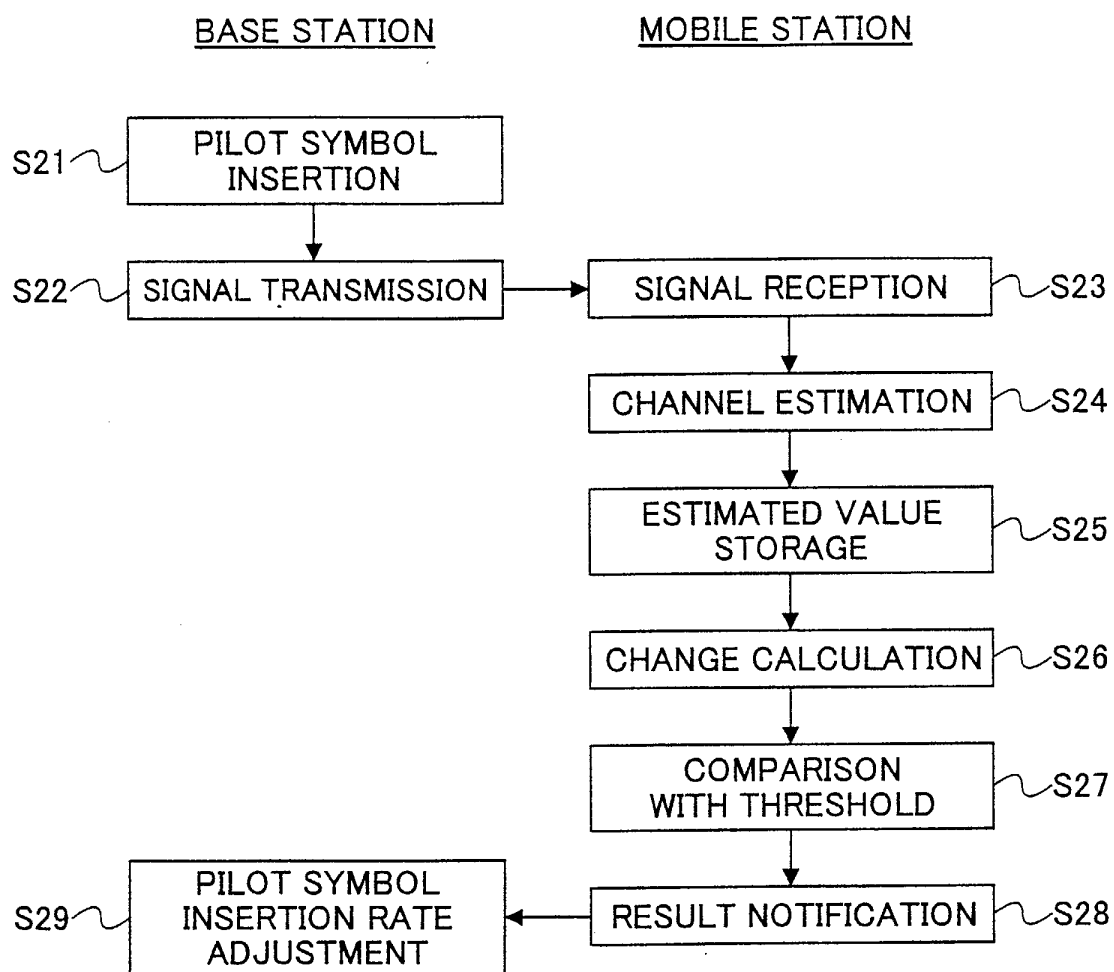 BASE STATION
MOBILE STATION
S21
PILOT SYMBOL
INSERTION
S22
SIGNAL TRANSMISSION
SIGNAL RECEPTION
S23
CHANNEL ESTIMATION
S24
ESTIMATED VALUE
STORAGE
S25
CHANGE CALCULATION
S26
COMPARISON
WITH THRESHOLD
S27
S29
PILOT SYMBOL
INSERTION RATE
ADJUSTMENT
RESULT NOTIFICATION
S28